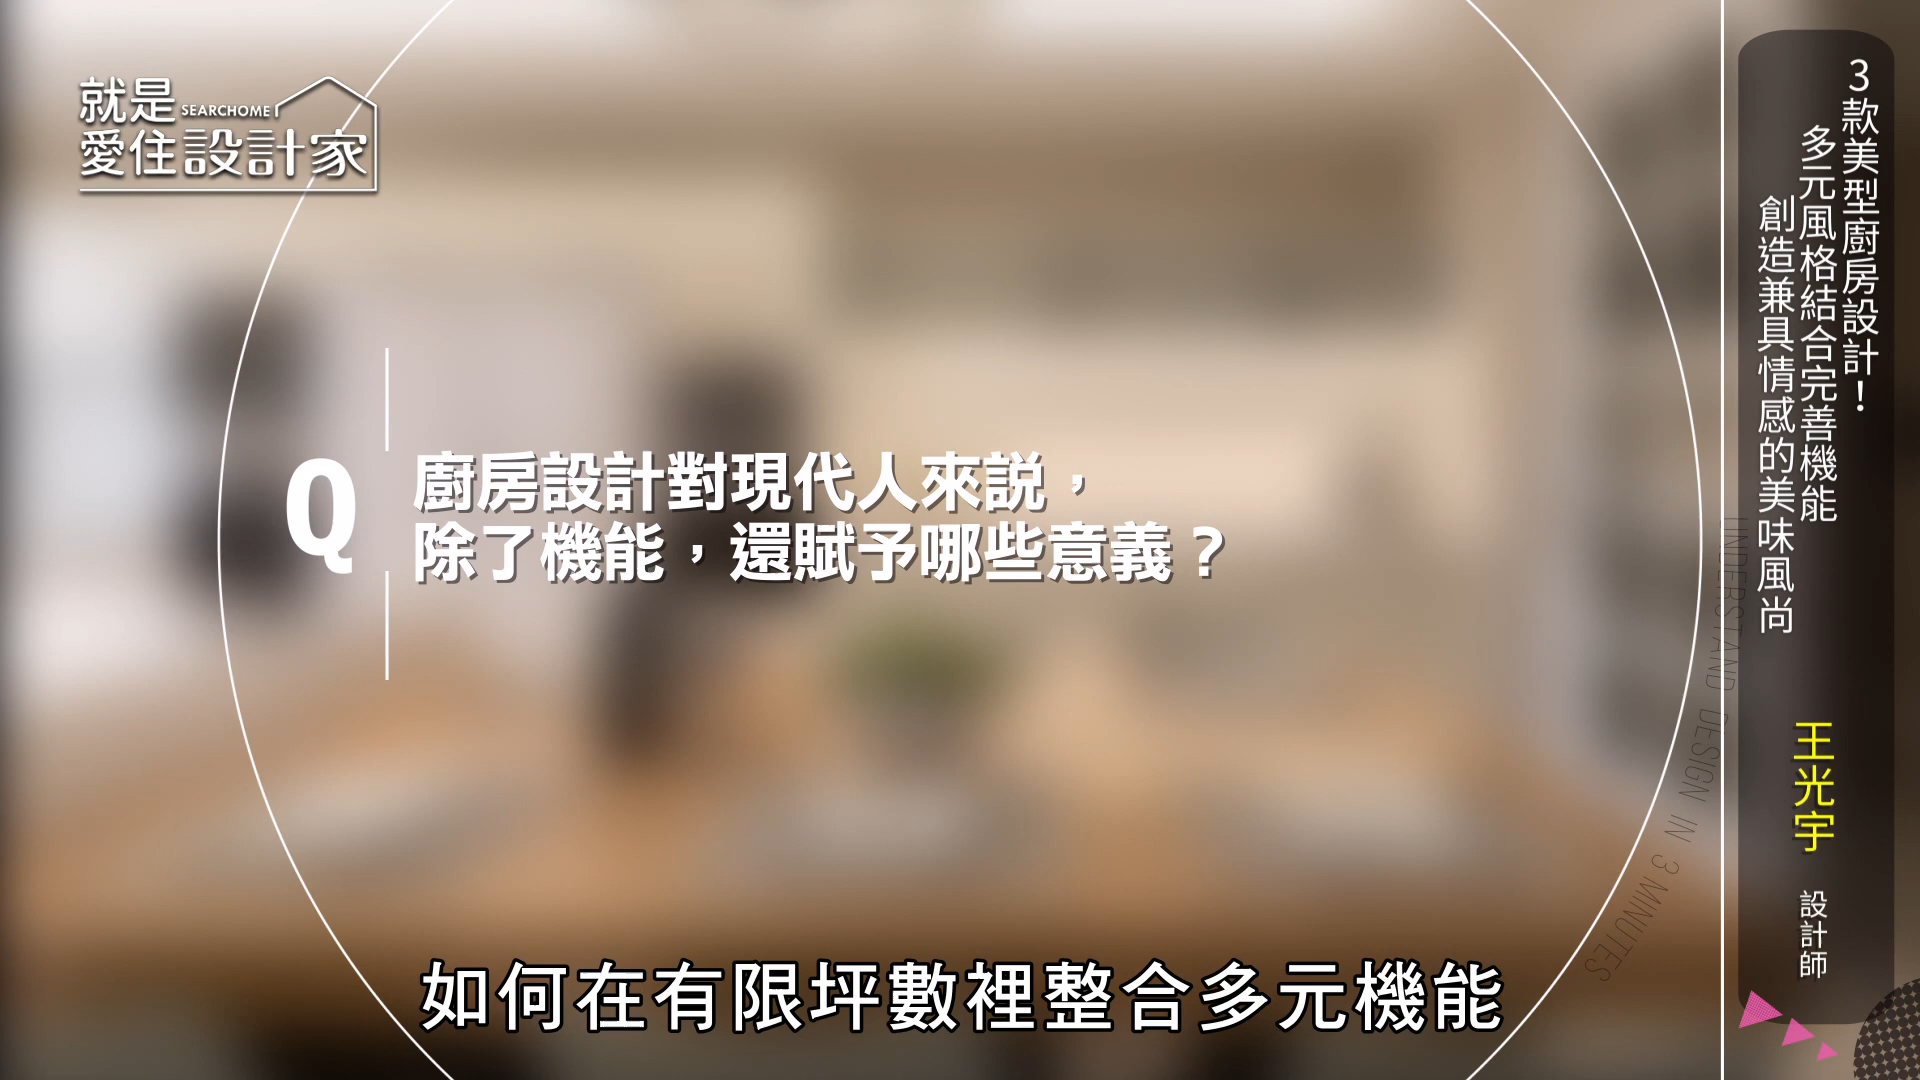 就是 SEARCHOME
愛住設計家
Q
廚房設計對現代人來説，
除了機能，還賦予哪些意義？
3款美型廚房設計！
多元風格結合完善機能
創造兼具情感的美味風尚
王光宇
設計師
UNDERSTAND DESIGN IN 3 MINUTES
如何在有限坪數裡整合多元機能